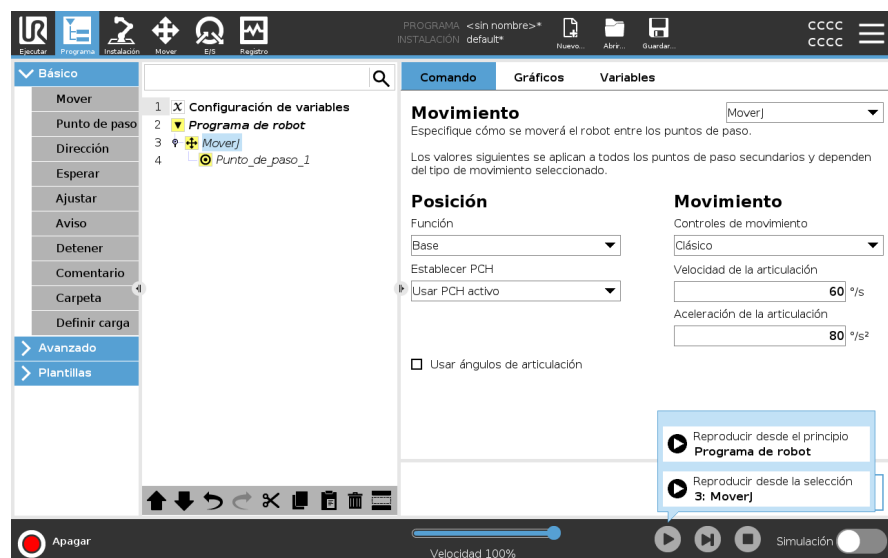 PROGRAMA <sin nombre>*
INSTALACIÓN default*
CCCC
CCCC
Ejecutar
Programa
Instalación
Mover
E/S
Registro
Nuevo...
Abrir...
Guardar...
Básico
Mover
Punto de paso
Dirección
Esperar
Ajustar
Aviso
Detener
Comentario
Carpeta
Definir carga
Avanzado
Plantillas
1 X Configuración de variables
2 Programa de robot
3 MoverJ
4 Punto_de_paso_1
Comando Gráficos Variables
Movimiento
MoverJ
Especifique cómo se moverá el robot entre los puntos de paso.
Los valores siguientes se aplican a todos los puntos de paso secundarios y dependen
del tipo de movimiento seleccionado.
Posición
Función
Base
Establecer PCH
Usar PCH activo
Usar ángulos de articulación
Movimiento
Controles de movimiento
Clásico
Velocidad de la articulación
60 °/s
Aceleración de la articulación
80 °/s²
Reproducir desde el principio
Programa de robot
Reproducir desde la selección
3: MoverJ
Apagar
Velocidad 100%
Simulación